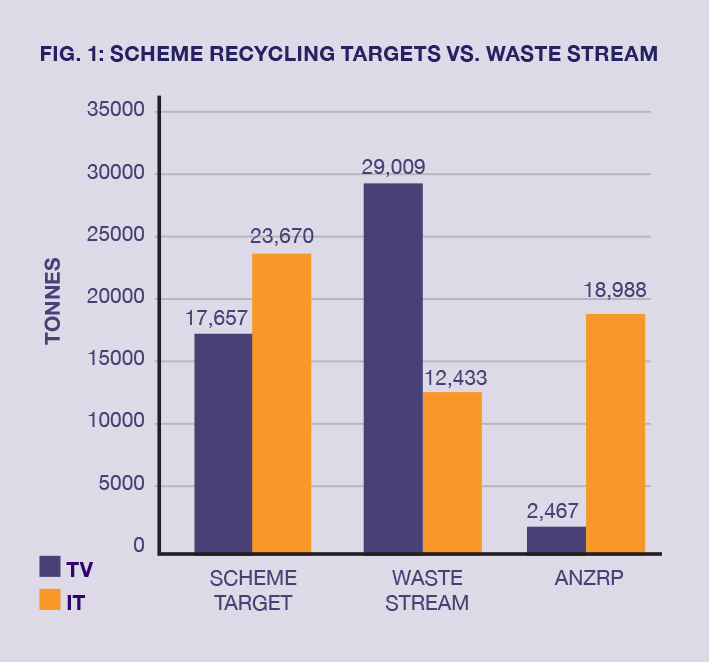 FIG. 1: SCHEME RECYCLING TARGETS VS. WASTE STREAM
35000
30000
25000
20000
15000
10000
5000
0
TONNES
17,657
23,670
29,009
12,433
2,467
18,988
SCHEME
TARGET
WASTE
STREAM
ANZRP
TV
IT